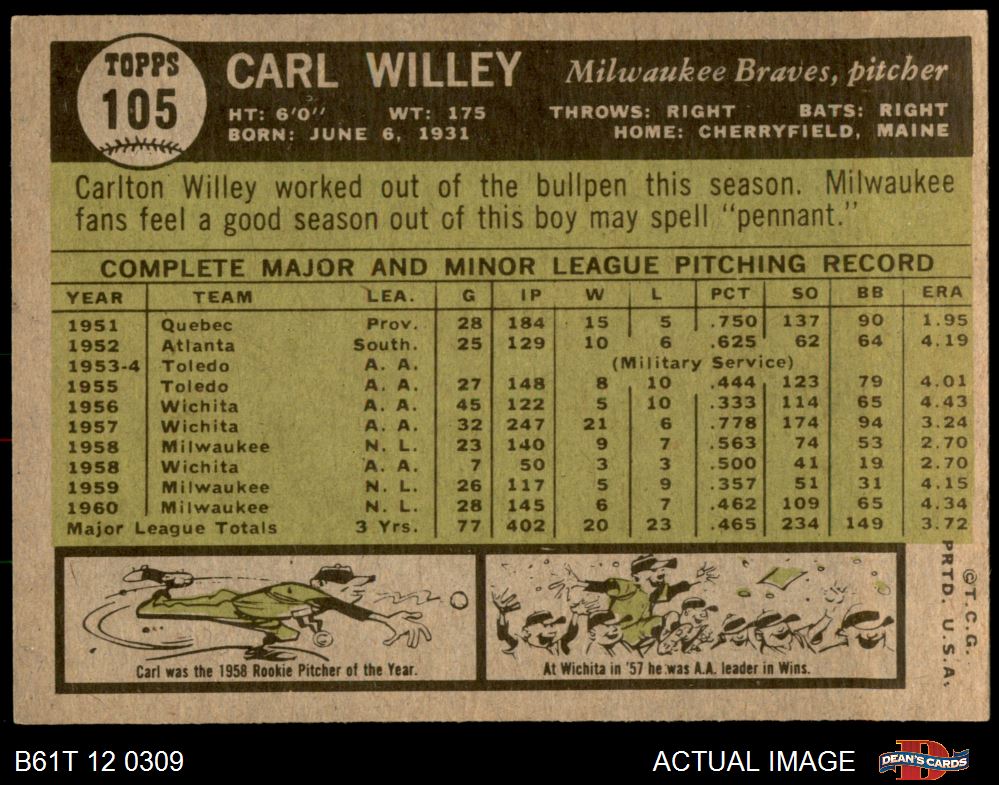 TOPPS
105
CARL WILLEY Milwaukee Braves, pitcher
HT: 6'0" WT: 175 THROWS: RIGHT BATS: RIGHT
BORN: JUNE 6, 1931 HOME: CHERRYFIELD, MAINE
Carlton Willey worked out of the bullpen this season. Milwaukee
fans feel a good season out of this boy may spell "pennant."
COMPLETE MAJOR AND MINOR LEAGUE PITCHING RECORD
YEAR TEAM LEA. G IP W L PCT SO BB ERA
1951 Quebec Prov. 28 184 15 5 .750 137 90 1.95
1952 Atlanta South. 25 129 10 6 .625 62 64 4.19
1953-4 Toledo A. A. (Military Service)
1955 Toledo A. A. 27 148 8 10 .444 123 79 4.01
1956 Wichita A. A. 45 122 5 10 .333 114 65 4.43
1957 Wichita A. A. 32 247 21 6 .778 174 94 3.24
1958 Milwaukee N. L. 23 140 9 7 .563 74 53 2.70
1958 Wichita A. A. 7 50 3 3 .500 41 19 2.70
1959 Milwaukee N. L. 26 117 5 9 .357 51 31 4.15
1960 Milwaukee N. L. 28 145 6 7 .462 109 65 4.34
Major League Totals 3 Yrs. 77 402 20 23 .465 234 149 3.72
Carl was the 1958 Rookie Pitcher of the Year.
At Wichita in '57 he was A.A. leader in Wins.
©T.C.G.
PRTD. U.S.A.
B61T 12 0309 ACTUAL IMAGE DEAN'S CARDS